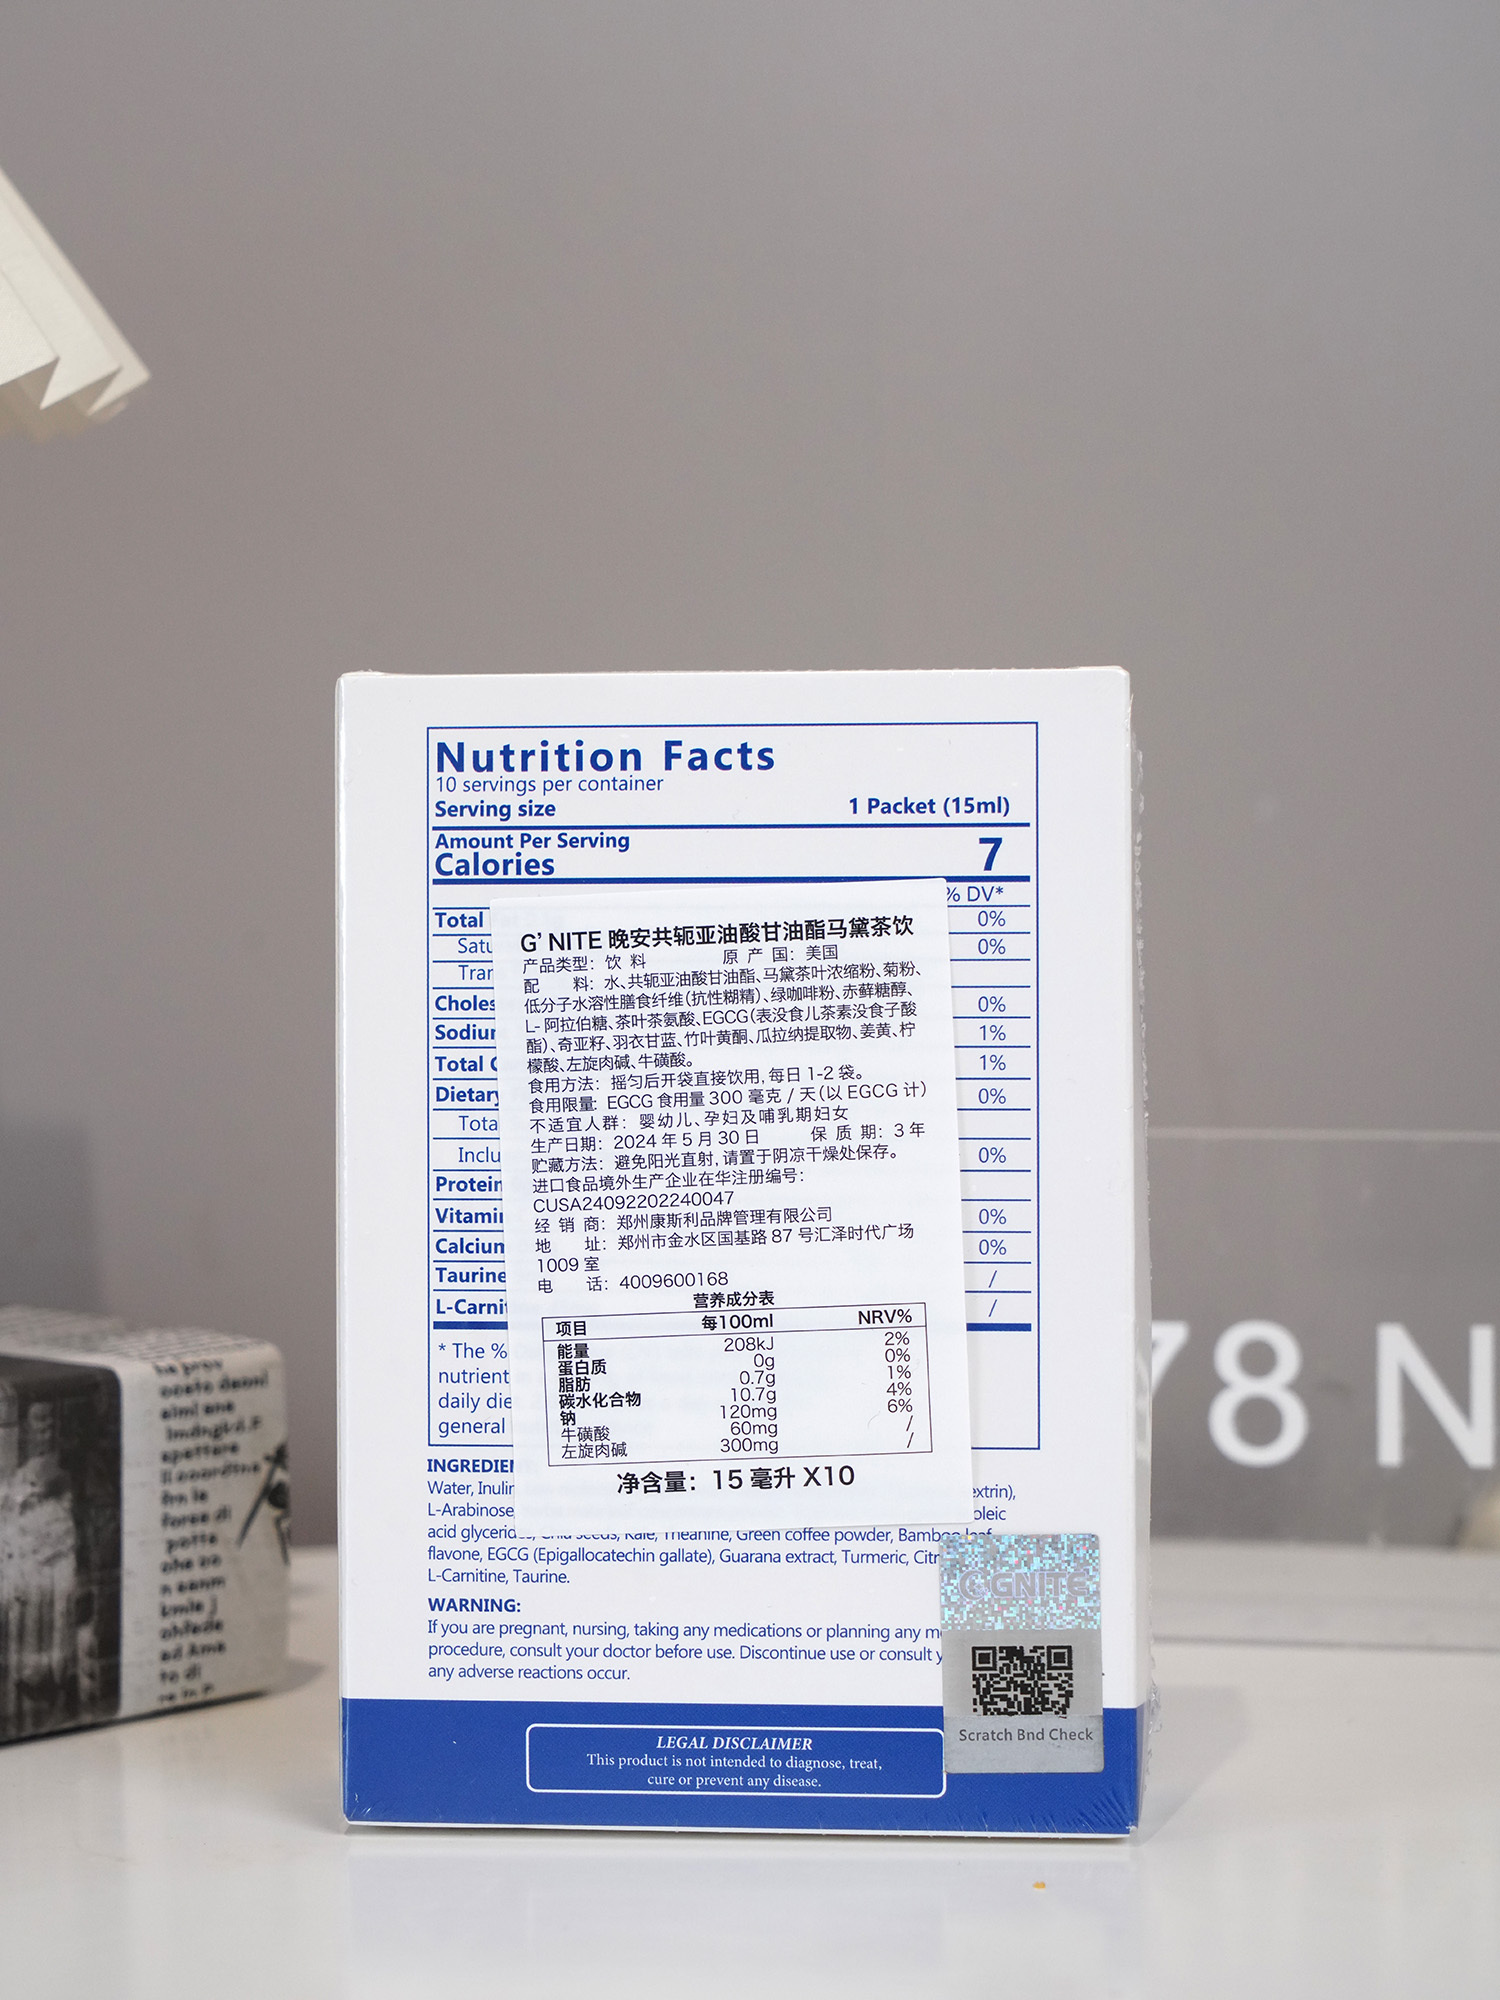 Nutrition Facts
10 servings per container
Serving size 1 Packet (15ml)
Amount Per Serving
Calories 7
% DV*
Total 0%
0%
Sodium 1%
Total 1%
Dietary 0%
0%
Protein
0%
Calcium 0%
Taurine /
/
* The %
daily
general
G' NITE 晚安共轭亚油酸甘油酯马黛茶饮
产品类型：饮 料 原 产 国：美国
配 料：水、共轭亚油酸甘油酯、马黛茶叶浓缩粉、菊粉、
低分子水溶性膳食纤维(抗性糊精)、绿咖啡粉、赤藓糖醇、
L-阿拉伯糖、茶叶茶氨酸、EGCG(表没食儿茶素没食子酸
酯)、奇亚籽、羽衣甘蓝、竹叶黄酮、瓜拉纳提取物、姜黄、柠
檬酸、左旋肉碱、牛磺酸。
食用方法：摇匀后开袋直接饮用,每日 1-2 袋。
食用限量：EGCG 食用量 300 毫克 / 天(以 EGCG 计)
不适宜人群：婴幼儿、孕妇及哺乳期妇女
生产日期：2024 年 5 月 30 日 保 质 期：3 年
贮藏方法：避免阳光直射,请置于阴凉干燥处保存。
进口食品境外生产企业在华注册编号：
CUSA24092202240047
经 销 商：郑州康斯利品牌管理有限公司
地 址：郑州市金水区国基路 87 号汇泽时代广场
1009 室
电 话：4009600168
营养成分表
项目 每100ml NRV%
能量 208kJ 2%
蛋白质 0g 0%
脂肪 0.7g 1%
碳水化合物 10.7g 4%
钠 120mg 6%
牛磺酸 60mg /
左旋肉碱 300mg /
净含量：15 毫升 X10
Water,
L-Arabinose
acid Kale, Theanine, Green coffee powder, Bamboo leaf
flavone, EGCG (Epigallocatechin gallate), Guarana extract, Turmeric,
L-Carnitine, Taurine.
WARNING:
If you are pregnant, nursing, taking any medications or planning any
procedure, consult your doctor before use. Discontinue use or consult
any adverse reactions occur.
GNITE
Scratch Bnd Check
LEGAL DISCLAIMER
This product is not intended to diagnose, treat,
cure or prevent any disease.
78 N